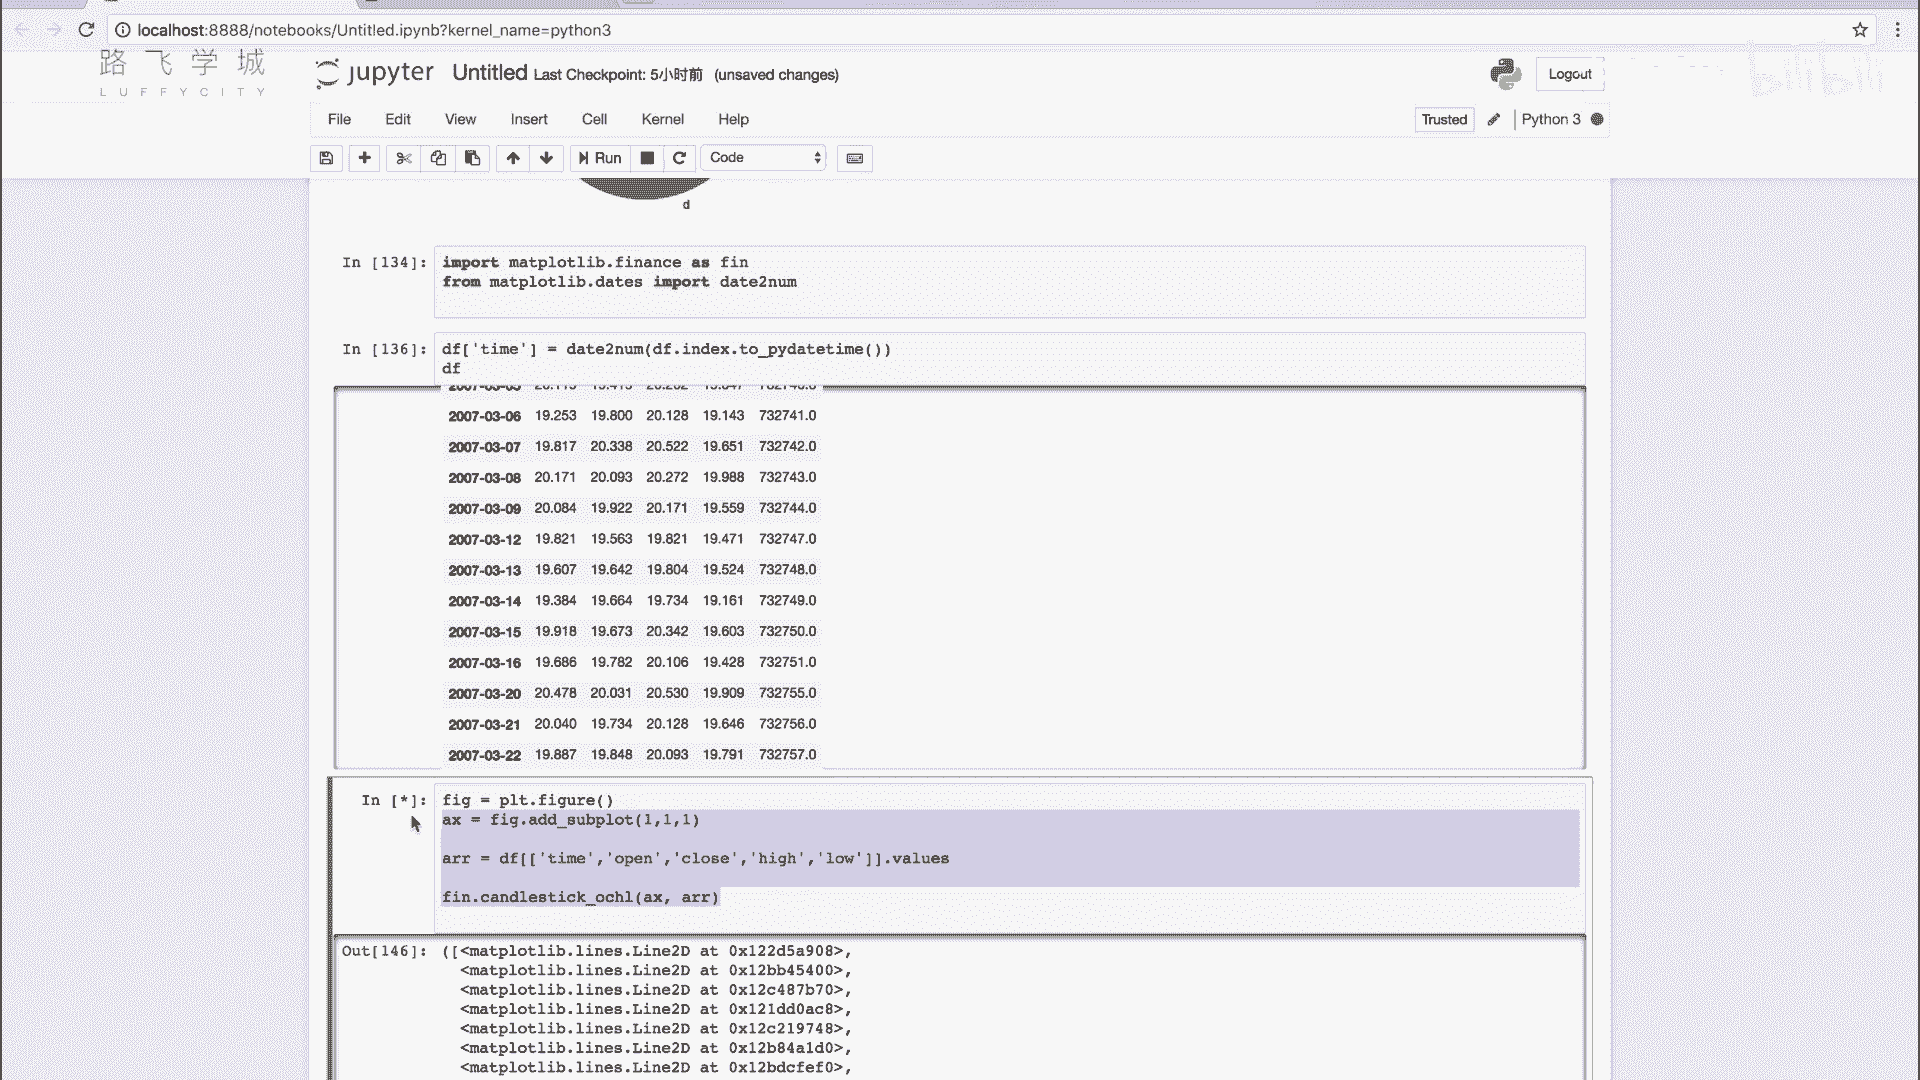 localhost:8888/notebooks/Untitled.ipynb?kernel_name=python3
路飞学城
LUFFYCITY
jupyter Untitled Last Checkpoint: 5小时前 (unsaved changes)
Logout
bilibili
File Edit View Insert Cell Kernel Help
Trusted Python 3
Run Code
d
In [134]: import matplotlib.finance as fin
from matplotlib.dates import date2num
In [136]: df['time'] = date2num(df.index.to_pydatetime())
df
2007-03-06 19.253 19.800 20.128 19.143 732741.0
2007-03-07 19.817 20.338 20.522 19.651 732742.0
2007-03-08 20.171 20.093 20.272 19.988 732743.0
2007-03-09 20.084 19.922 20.171 19.559 732744.0
2007-03-12 19.821 19.563 19.821 19.471 732747.0
2007-03-13 19.607 19.642 19.804 19.524 732748.0
2007-03-14 19.384 19.664 19.734 19.161 732749.0
2007-03-15 19.918 19.673 20.342 19.603 732750.0
2007-03-16 19.686 19.782 20.106 19.428 732751.0
2007-03-20 20.478 20.031 20.530 19.909 732755.0
2007-03-21 20.040 19.734 20.128 19.646 732756.0
2007-03-22 19.887 19.848 20.093 19.791 732757.0
In [*]: fig = plt.figure()
ax = fig.add_subplot(1,1,1)
arr = df[['time','open','close','high','low']].values
fin.candlestick_ochl(ax, arr)
Out[146]: ([<matplotlib.lines.Line2D at 0x122d5a908>,
<matplotlib.lines.Line2D at 0x12bb45400>,
<matplotlib.lines.Line2D at 0x12c487b70>,
<matplotlib.lines.Line2D at 0x121dd0ac8>,
<matplotlib.lines.Line2D at 0x12c219748>,
<matplotlib.lines.Line2D at 0x12b84a1d0>,
<matplotlib.lines.Line2D at 0x12bdcfef0>,